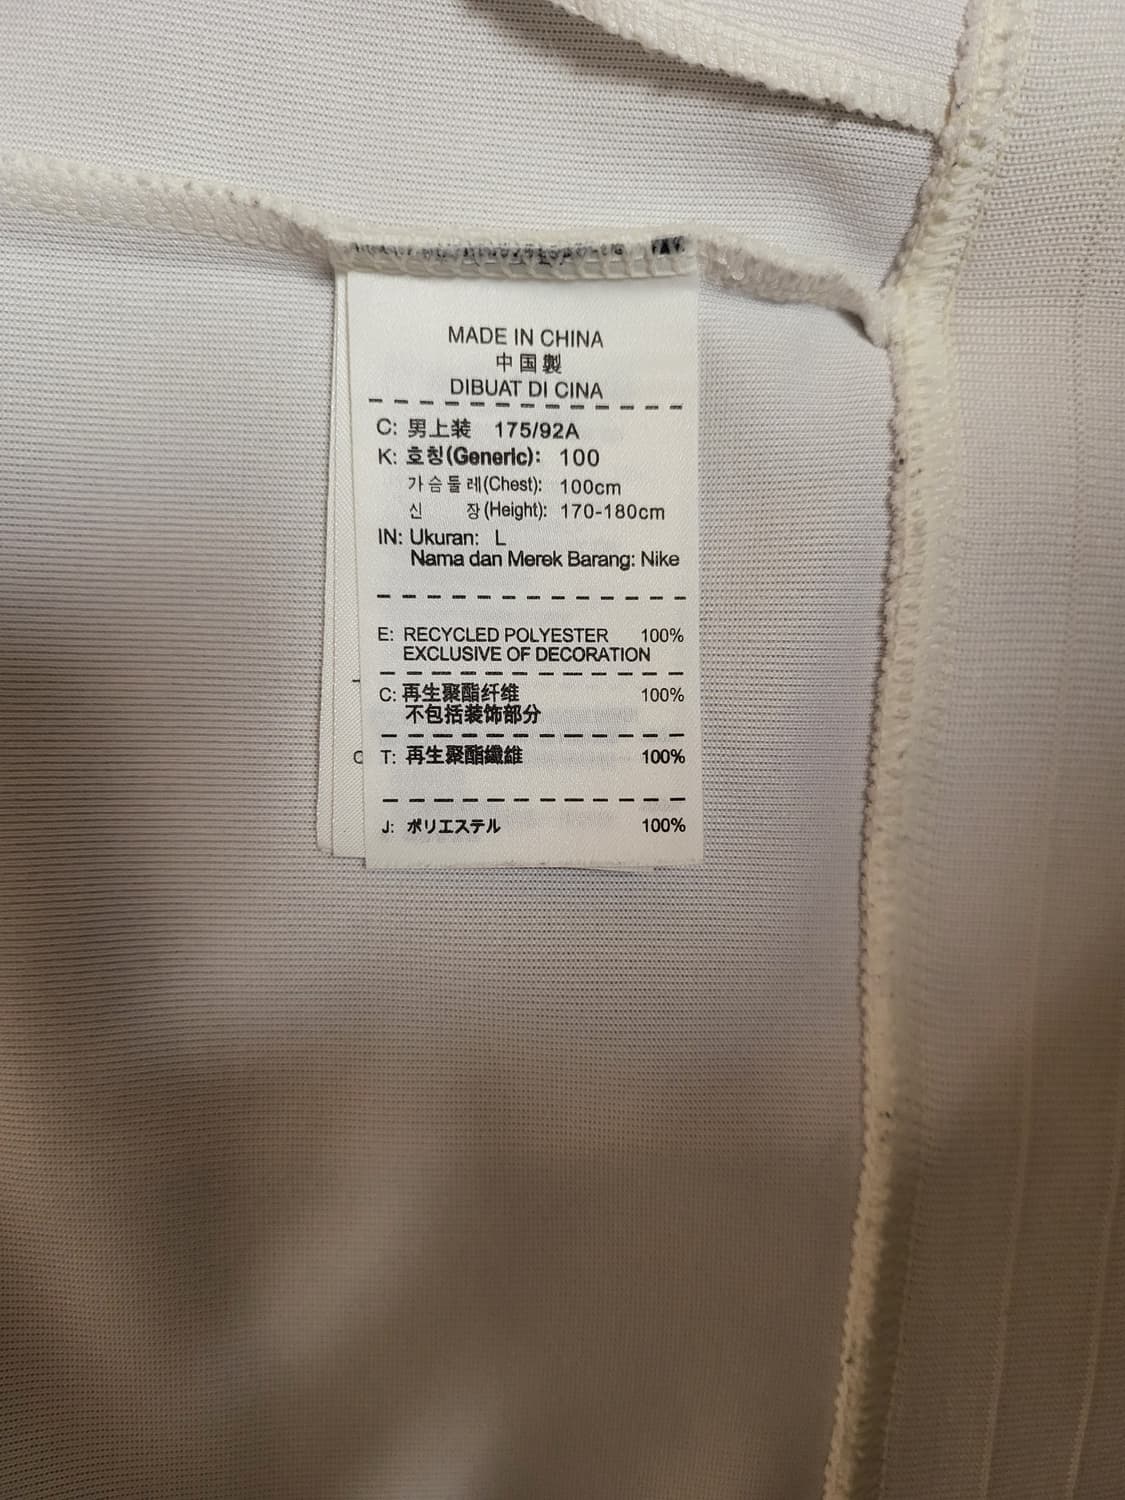 MADE IN CHINA
中国製
DIBUAT DI CINA
C: 男上装 175/92A
K: 호칭(Generic): 100
가슴둘레(Chest): 100cm
신 장(Height): 170-180cm
IN: Ukuran: L
Nama dan Merek Barang: Nike
E: RECYCLED POLYESTER 100%
EXCLUSIVE OF DECORATION
C: 再生聚酯纤维 100%
不包括装饰部分
T: 再生聚酯纖維 100%
J: ポリエステル 100%